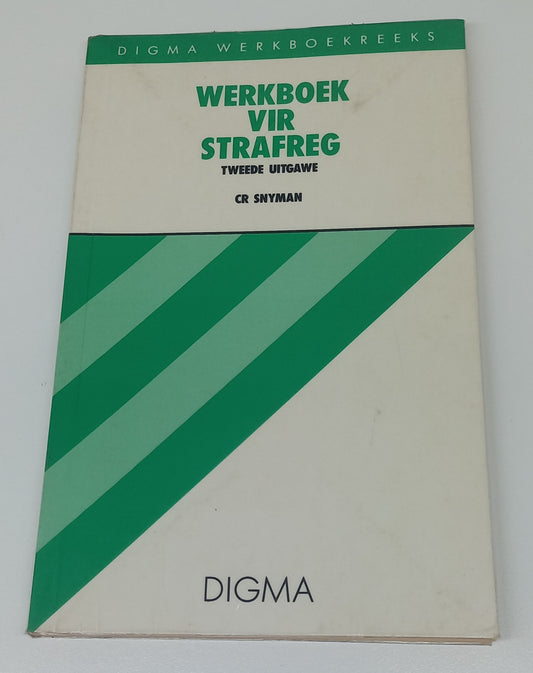 DIGMA WERKBOEKREEKS
WERKBOEK
VIR
STRAFREG
TWEEDE UITGAWE
CR SNYMAN
DIGMA